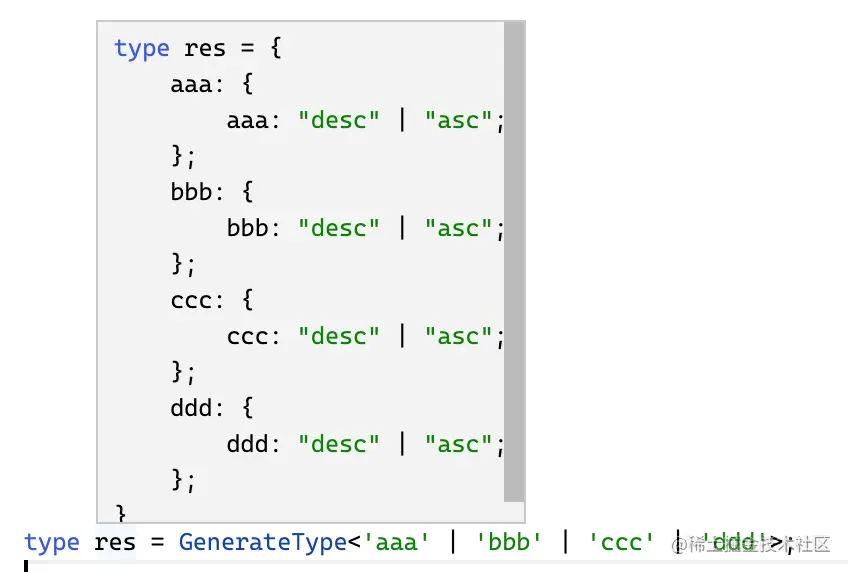 type res = {
    aaa: {
        aaa: "desc" | "asc";
    };
    bbb: {
        bbb: "desc" | "asc";
    };
    ccc: {
        ccc: "desc" | "asc";
    };
    ddd: {
        ddd: "desc" | "asc";
    };
}
type res = GenerateType<'aaa' | 'bbb' | 'ccc' | 'ddd'>;
@稀土掘金技术社区